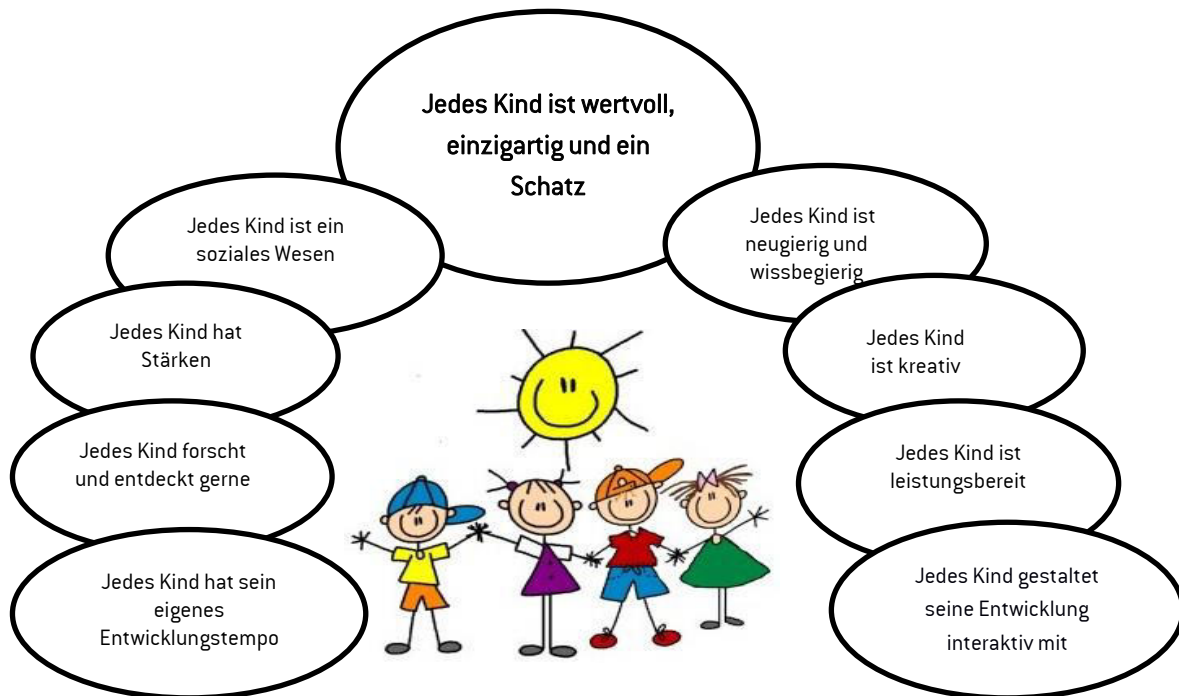 Jedes Kind ist wertvoll,
einzigartig und ein
Schatz
Jedes Kind ist ein
soziales Wesen
Jedes Kind ist
neugierig und
wissbegierig
Jedes Kind hat
Stärken
Jedes Kind
ist kreativ
Jedes Kind forscht
und entdeckt gerne
Jedes Kind ist
leistungsbereit
Jedes Kind hat sein
eigenes
Entwicklungstempo
Jedes Kind gestaltet
seine Entwicklung
interaktiv mit